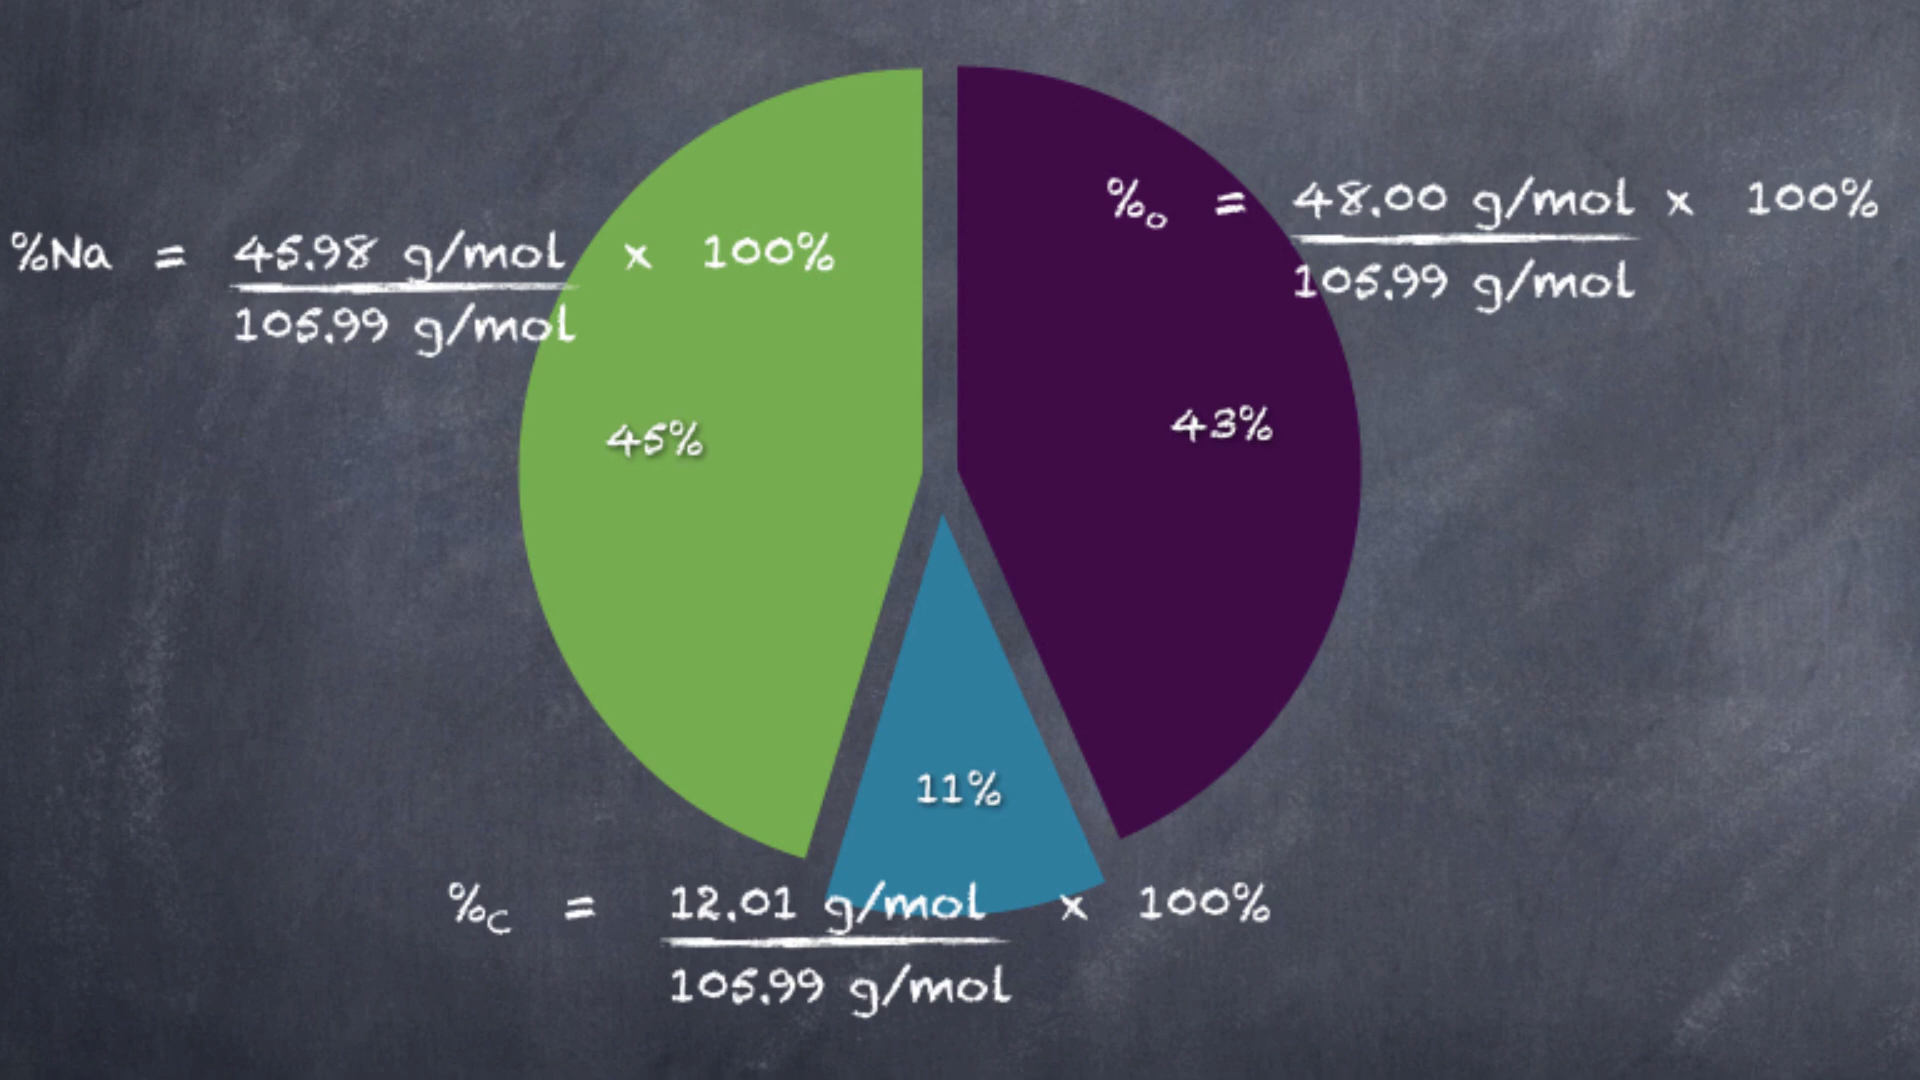 %Na = 45.98 g/mol x 100%
105.99 g/mol
%O = 48.00 g/mol x 100%
105.99 g/mol
45%
43%
11%
%C = 12.01 g/mol x 100%
105.99 g/mol